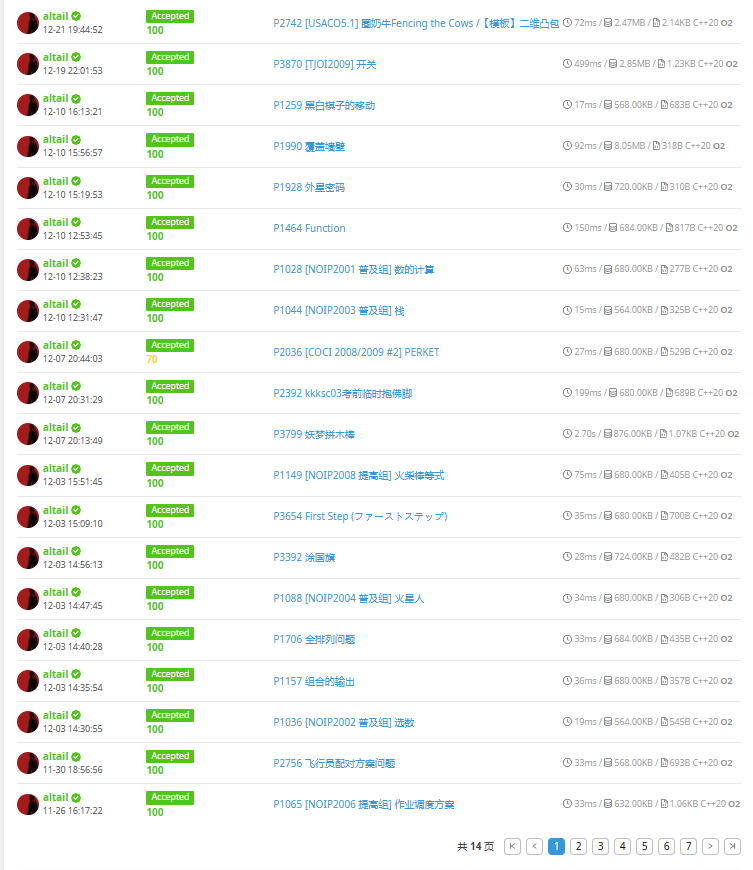 altail Accepted P2742 [USACO5.1] 圈奶牛Fencing the Cows /【模板】二维凸包 72ms / 2.47MB / 2.14KB C++20 O2
12-21 19:44:52 100
altail Accepted P3870 [TJOI2009] 开关 499ms / 2.85MB / 1.23KB C++20 O2
12-19 22:01:53 100
altail Accepted P1259 黑白棋子的移动 17ms / 568.00KB / 683B C++20 O2
12-10 16:13:21 100
altail Accepted P1990 覆盖墙壁 92ms / 8.05MB / 318B C++20 O2
12-10 15:56:57 100
altail Accepted P1928 外星密码 30ms / 720.00KB / 310B C++20 O2
12-10 15:19:53 100
altail Accepted P1464 Function 150ms / 684.00KB / 817B C++20 O2
12-10 12:53:45 100
altail Accepted P1028 [NOIP2001 普及组] 数的计算 63ms / 680.00KB / 277B C++20 O2
12-10 12:38:23 100
altail Accepted P1044 [NOIP2003 普及组] 栈 15ms / 564.00KB / 325B C++20 O2
12-10 12:31:47 100
altail Accepted P2036 [COCI 2008/2009 #2] PERKET 27ms / 680.00KB / 529B C++20 O2
12-07 20:44:03 70
altail Accepted P2392 kkksc03考前临时抱佛脚 199ms / 680.00KB / 689B C++20 O2
12-07 20:31:29 100
altail Accepted P3799 妖梦拼木棒 2.70s / 876.00KB / 1.07KB C++20 O2
12-07 20:13:49 100
altail Accepted P1149 [NOIP2008 提高组] 火柴棒等式 75ms / 680.00KB / 405B C++20 O2
12-03 15:51:45 100
altail Accepted P3654 First Step (ファーストステップ) 35ms / 680.00KB / 700B C++20 O2
12-03 15:09:10 100
altail Accepted P3392 涂国旗 28ms / 724.00KB / 482B C++20 O2
12-03 14:56:13 100
altail Accepted P1088 [NOIP2004 普及组] 火星人 34ms / 680.00KB / 306B C++20 O2
12-03 14:47:45 100
altail Accepted P1706 全排列问题 33ms / 684.00KB / 435B C++20 O2
12-03 14:40:28 100
altail Accepted P1157 组合的输出 36ms / 680.00KB / 357B C++20 O2
12-03 14:35:54 100
altail Accepted P1036 [NOIP2002 普及组] 选数 19ms / 564.00KB / 545B C++20 O2
12-03 14:30:55 100
altail Accepted P2756 飞行员配对方案问题 33ms / 568.00KB / 693B C++20 O2
11-30 18:56:56 100
altail Accepted P1065 [NOIP2006 提高组] 作业调度方案 33ms / 632.00KB / 1.06KB C++20 O2
11-26 16:17:22 100
共 14 页 1 2 3 4 5 6 7